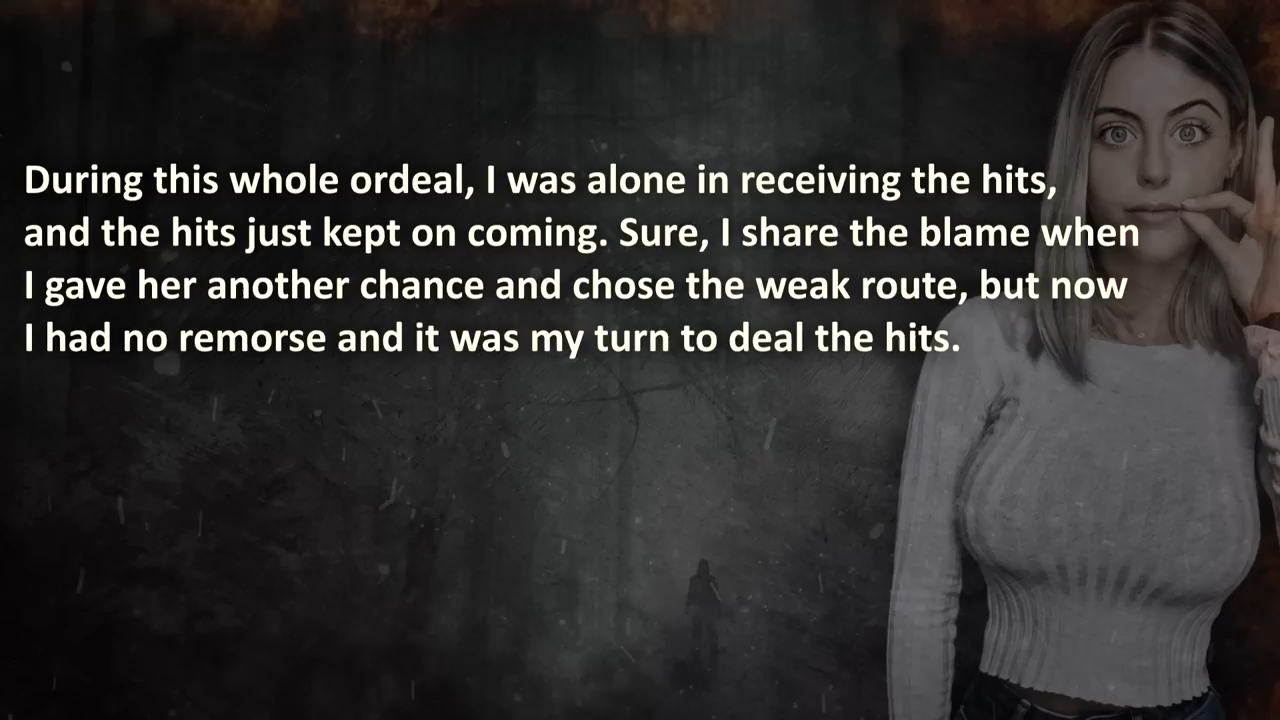 During this whole ordeal, I was alone in receiving the hits,
and the hits just kept on coming. Sure, I share the blame when
I gave her another chance and chose the weak route, but now
I had no remorse and it was my turn to deal the hits.